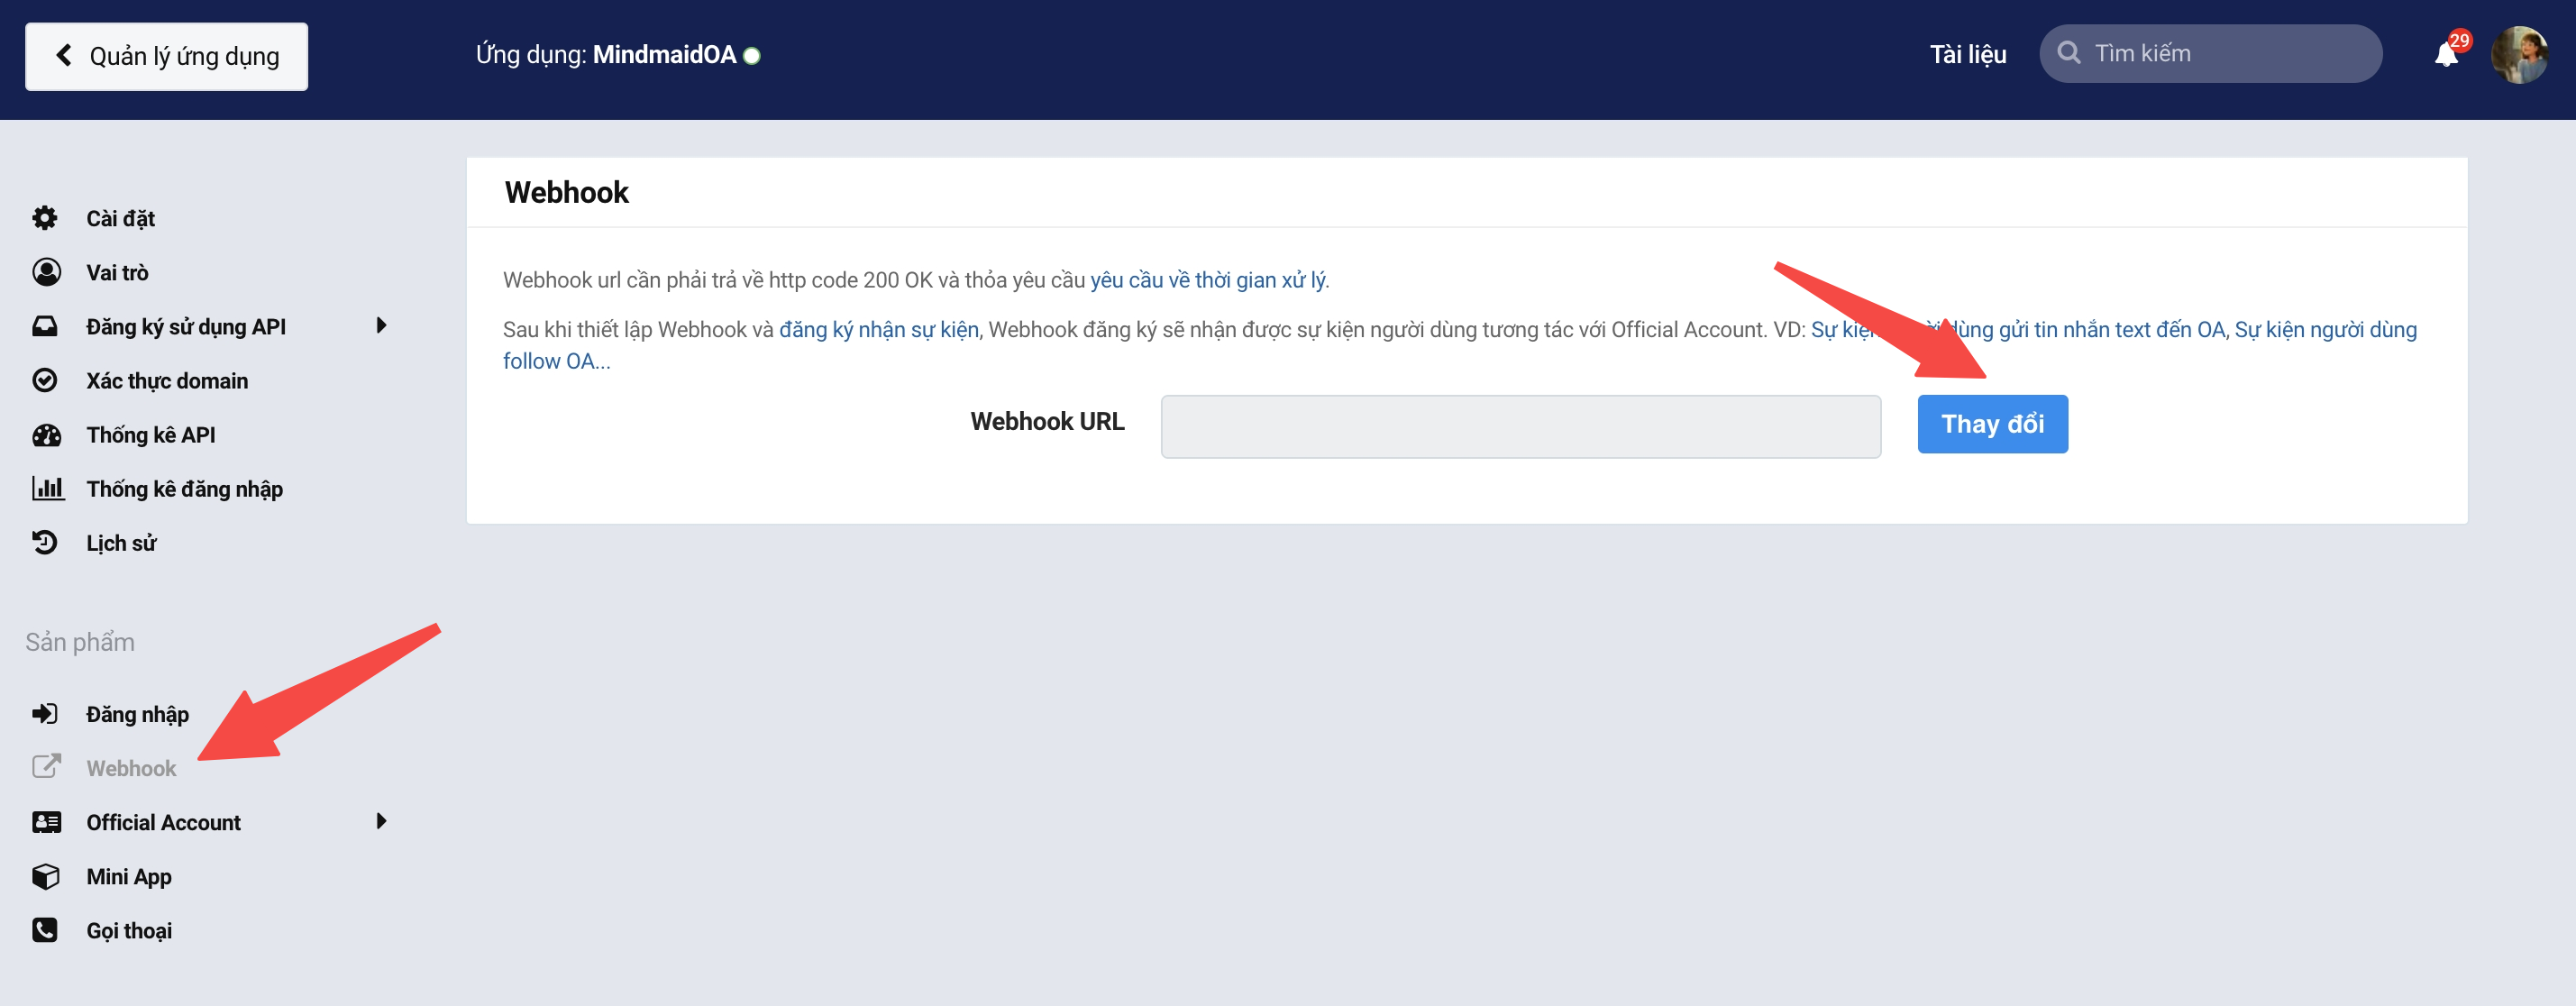 Quản lý ứng dụng
Ứng dụng: MindmaidOA
Tài liệu
Tìm kiếm
29
Cài đặt
Vai trò
Đăng ký sử dụng API
Xác thực domain
Thống kê API
Thống kê đăng nhập
Lịch sử
Sản phẩm
Đăng nhập
Webhook
Official Account
Mini App
Gọi thoại
Webhook
Webhook url cần phải trả về http code 200 OK và thỏa yêu cầu yêu cầu về thời gian xử lý.
Sau khi thiết lập Webhook và đăng ký nhận sự kiện, Webhook đăng ký sẽ nhận được sự kiện người dùng tương tác với Official Account. VD: Sự dùng gửi tin nhắn text đến OA, Sự kiện người dùng
follow OA...
Webhook URL
Thay đổi